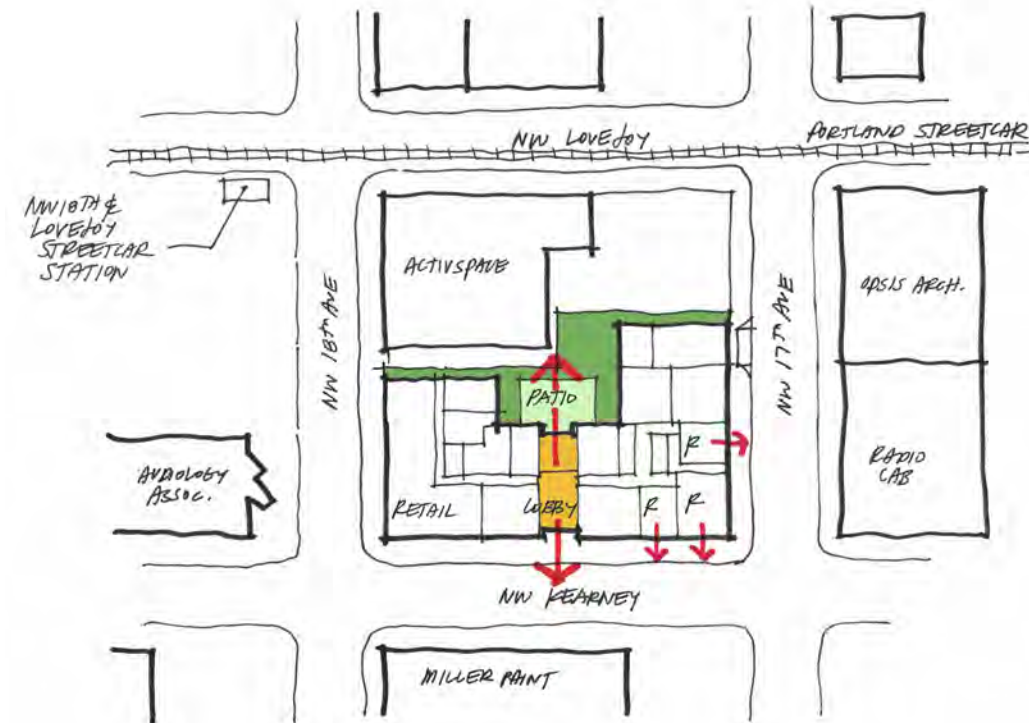 NW LOVEJOY
PORTLAND STREETCAR
NW 18TH &
LOVEJOY
STREETCAR
STATION
ACTIVSPACE
NW 18TH AVE
NW 17TH AVE
OPSIS ARCH.
PATIO
R
AUDIOLOGY
ASSOC.
RETAIL
LOBBY
R
R
RADIO
CAB
NW KEARNEY
MILLER PAINT